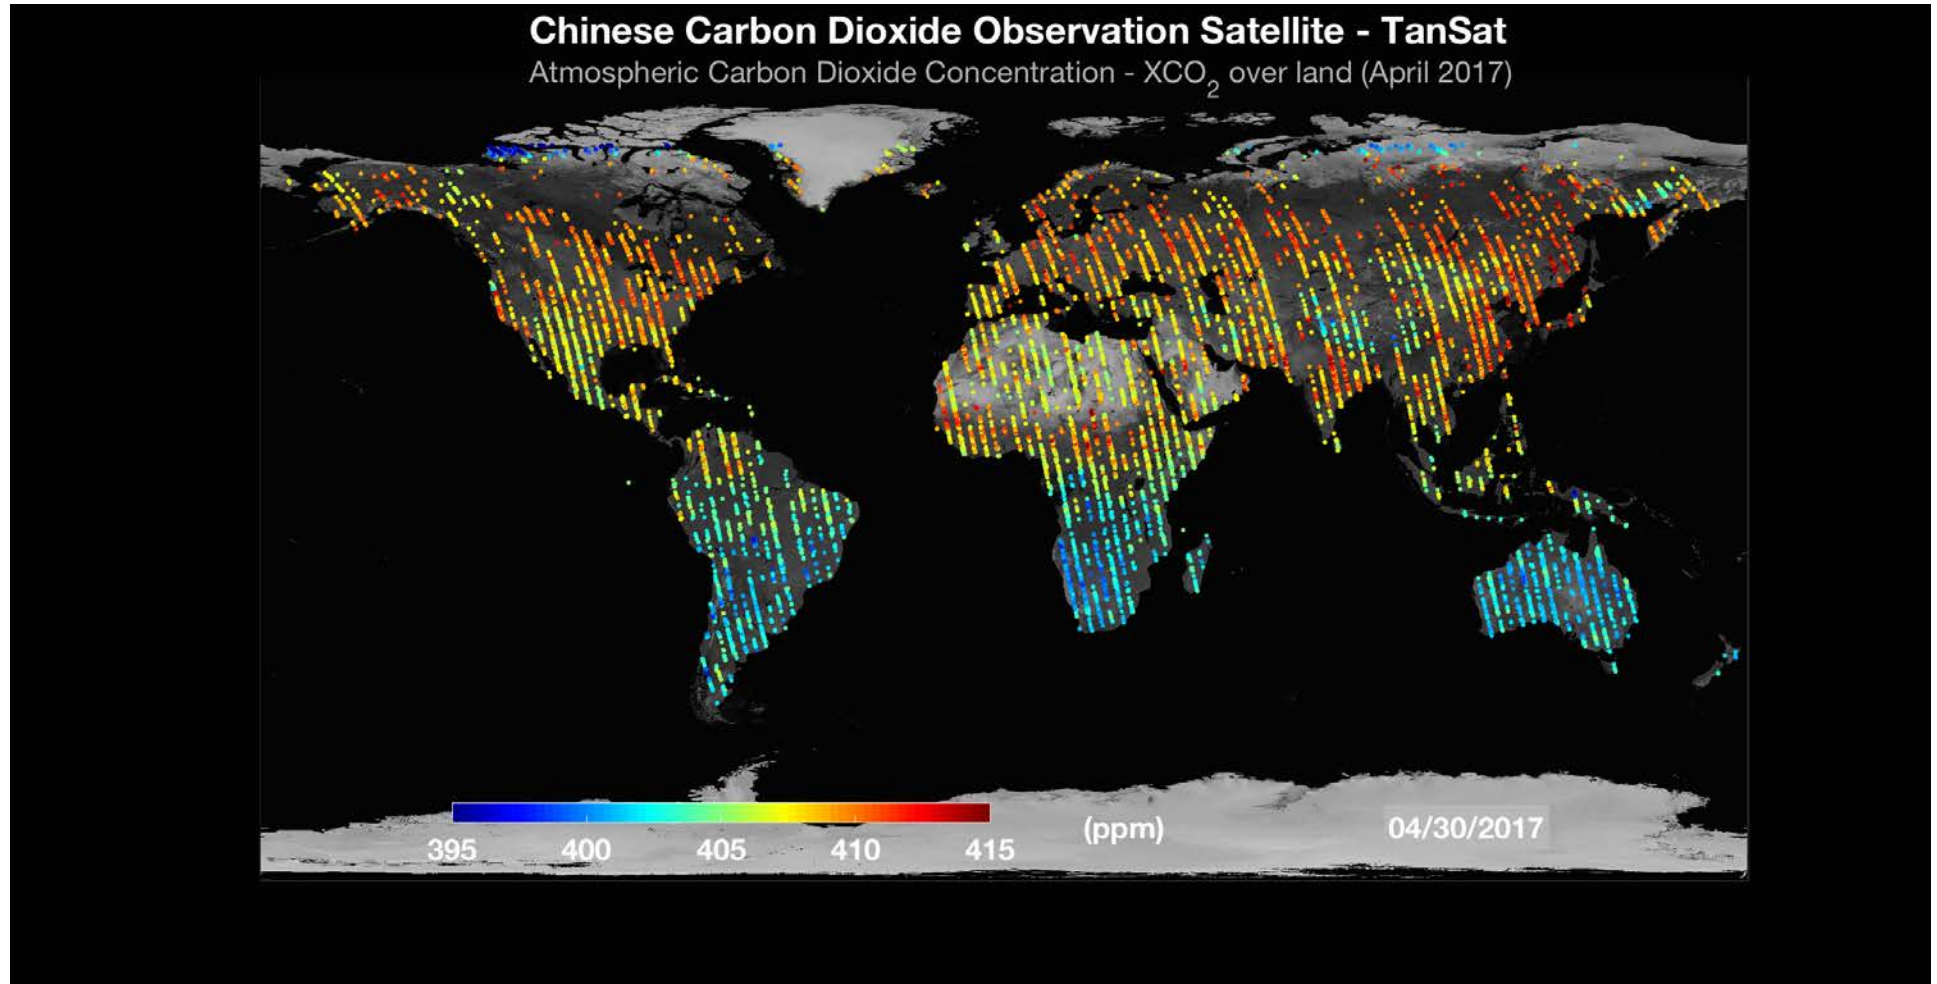 Chinese Carbon Dioxide Observation Satellite - TanSat
Atmospheric Carbon Dioxide Concentration - XCO₂ over land (April 2017)
(ppm)
04/30/2017
395 400 405 410 415